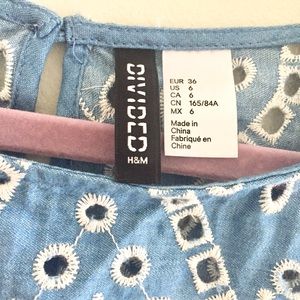 DIVIDED
H&M
EUR 36
US 6
CA 6
CN 165/84A
MX 6
Made in
China
Fabriqué en
Chine